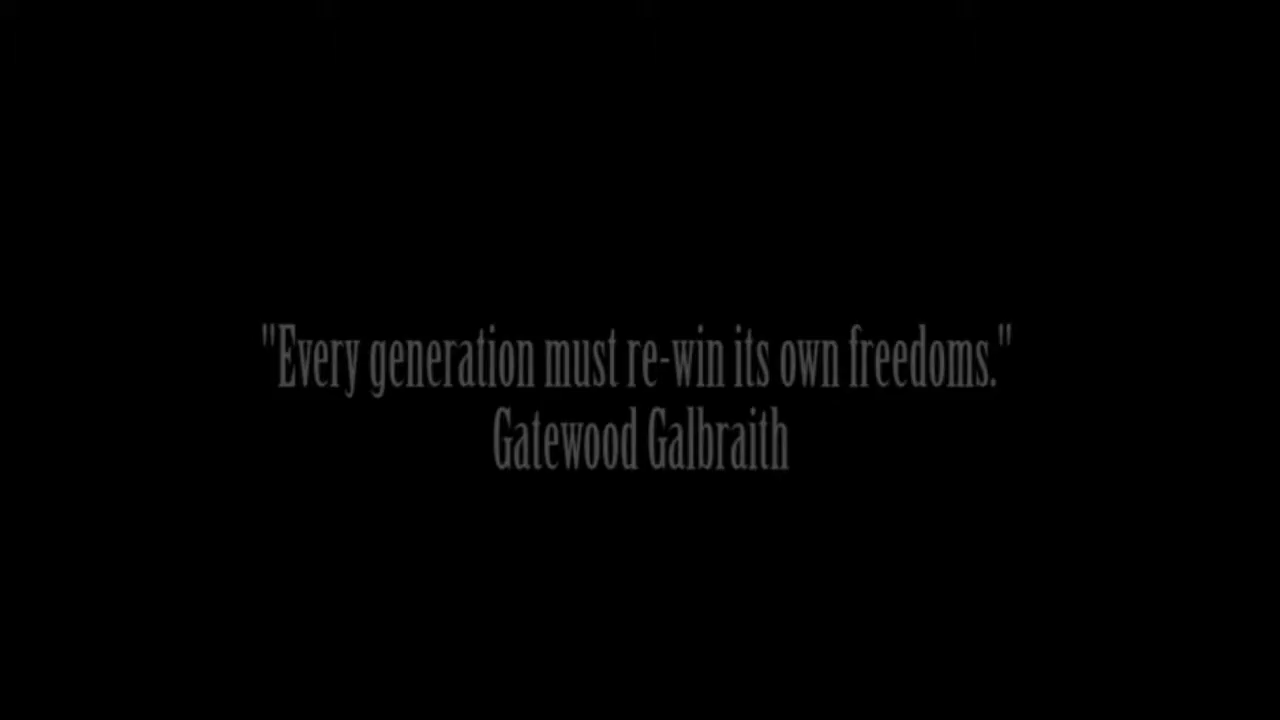 "Every generation must re-win its own freedoms."
Gatewood Galbraith